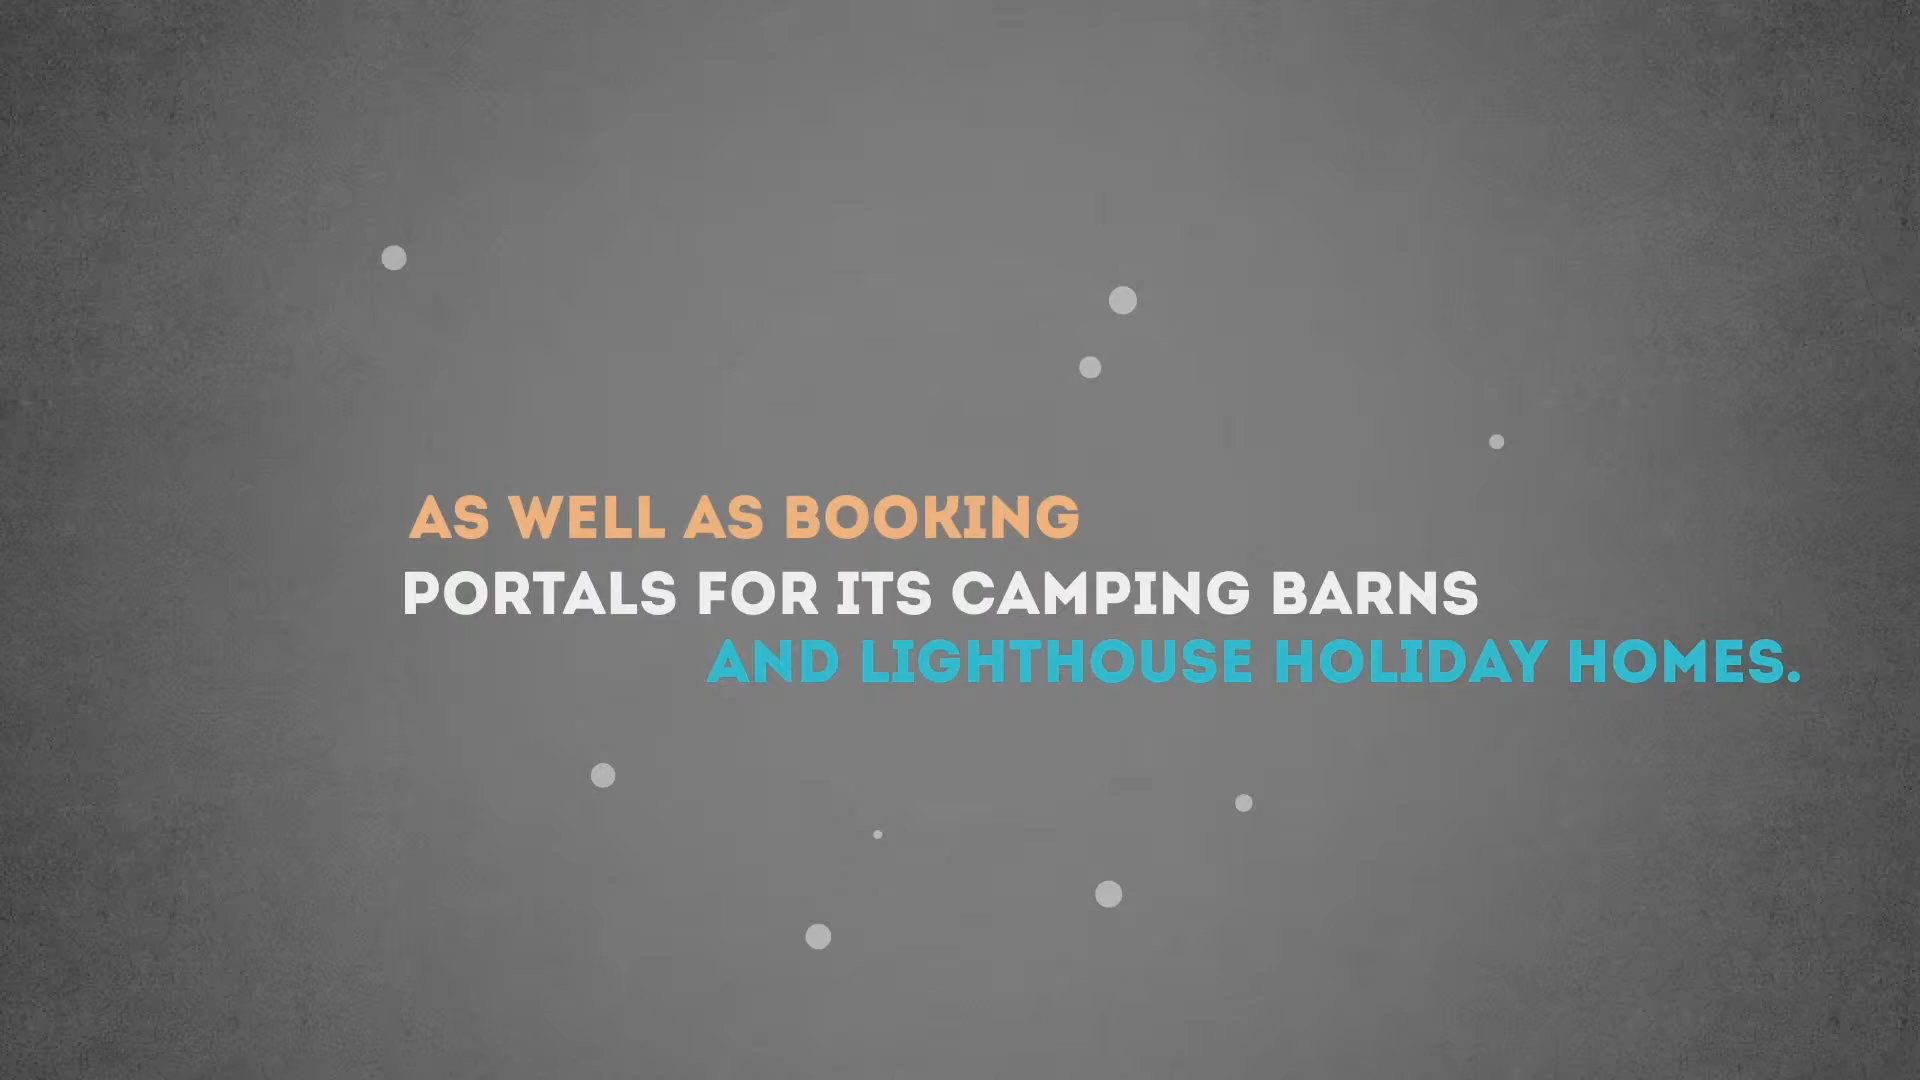 AS WELL AS BOOKING
PORTALS FOR ITS CAMPING BARNS
AND LIGHTHOUSE HOLIDAY HOMES.